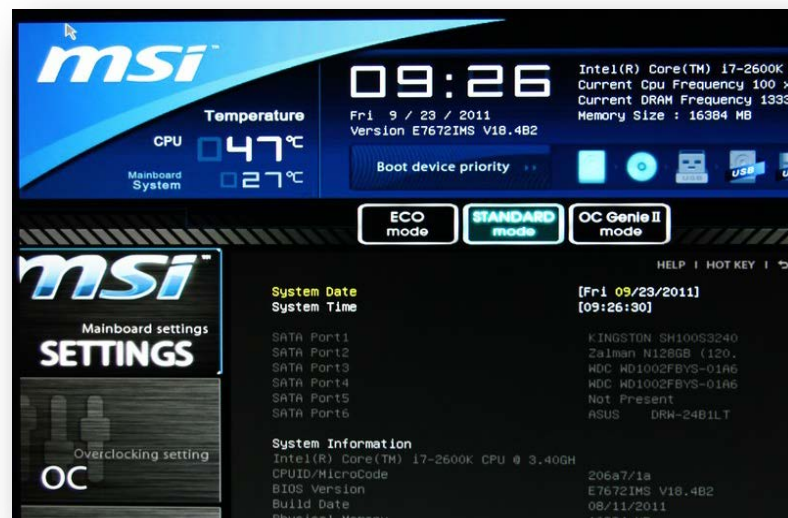 msi
09:26
Temperature
CPU 47°C
Mainboard
System 27°C
Fri 9 / 23 / 2011
Version E7672IMS V18.4B2
Intel(R) Core(TM) i7-2600K
Current Cpu Frequency 100 x
Current DRAM Frequency 1333
Memory Size : 16384 MB
Boot device priority
USB
USB
ECO
mode
STANDARD
mode
OC Genie II
mode
HELP | HOT KEY |
msi
Mainboard settings
SETTINGS
Overclocking setting
OC
System Date [Fri 09/23/2011]
System Time [09:26:30]
SATA Port1 KINGSTON SH100S3240
SATA Port2 Zalman N128GB (120.
SATA Port3 WDC WD1002FBYS-01A6
SATA Port4 WDC WD1002FBYS-01A6
SATA Port5 Not Present
SATA Port6 ASUS DRW-24B1LT
System Information
Intel(R) Core(TM) i7-2600K CPU @ 3.40GH
CPUID/MicroCode 206a7/1a
BIOS Version E7672IMS V18.4B2
Build Date 08/11/2011
Physical Memory